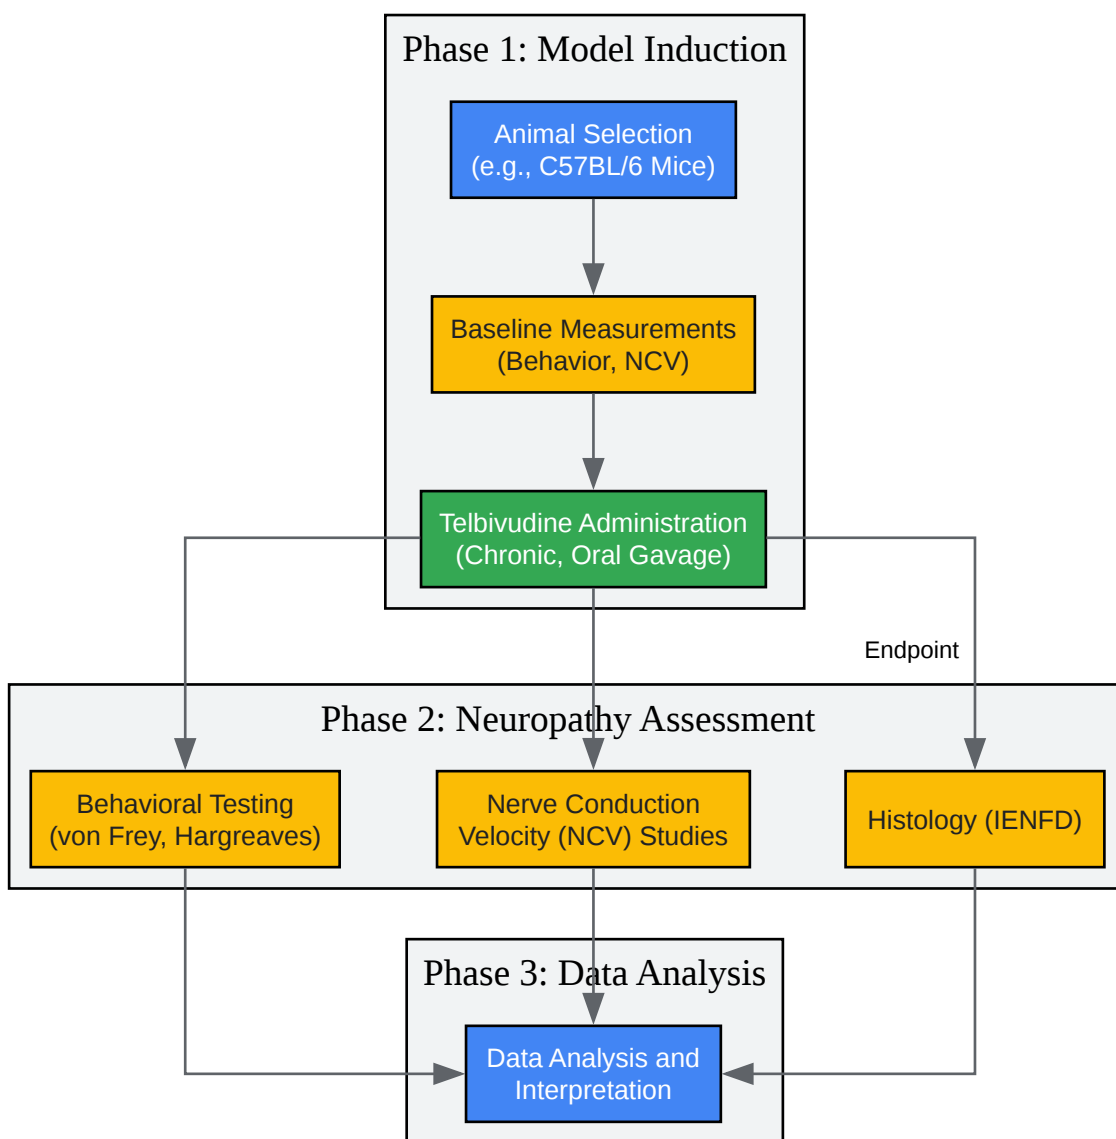 Phase 1: Model Induction
Animal Selection
(e.g., C57BL/6 Mice)
Baseline Measurements
(Behavior, NCV)
Telbivudine Administration
(Chronic, Oral Gavage)
Endpoint
Phase 2: Neuropathy Assessment
Behavioral Testing
(von Frey, Hargreaves)
Nerve Conduction
Velocity (NCV) Studies
Histology (IENFD)
Phase 3: Data Analysis
Data Analysis and
Interpretation